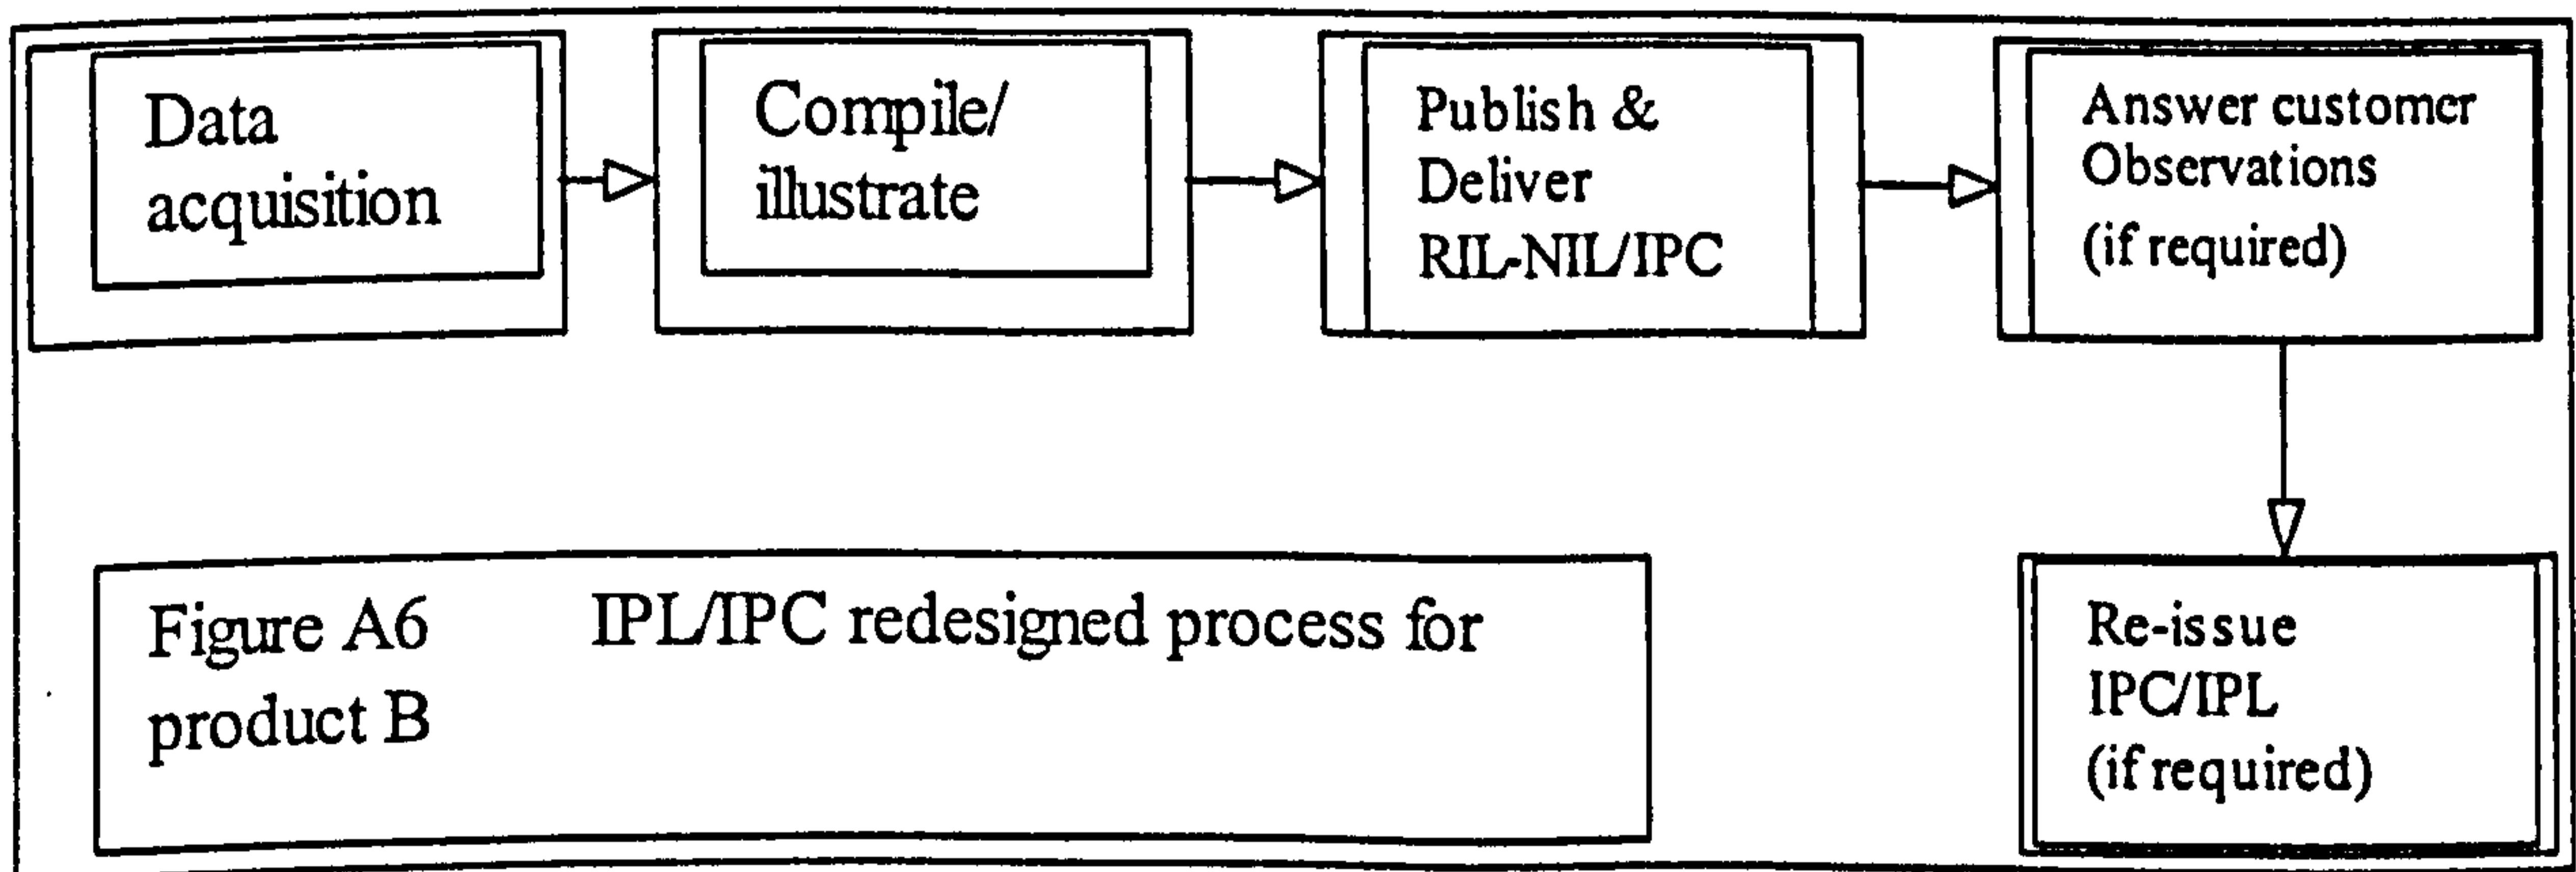 Data
acquisition
Compile/
illustrate
Publish &
Deliver
RIL-NIL/IPC
Answer customer
Observations
(if required)
Re-issue
IPC/IPL
(if required)
Figure A6 IPL/IPC redesigned process for
product B